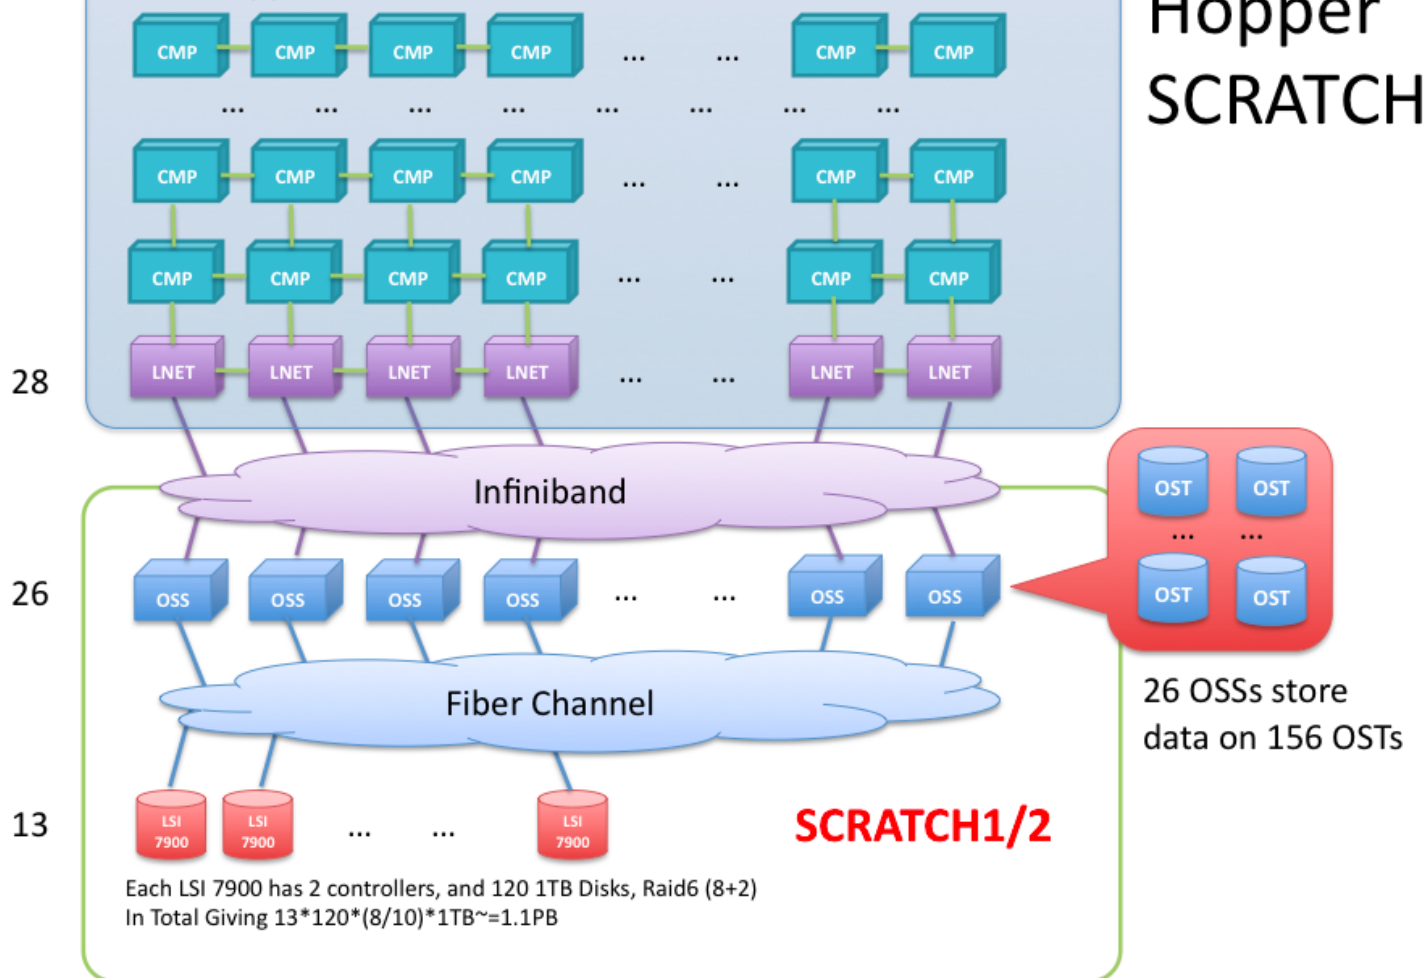 Hopper
SCRATCH
CMP CMP CMP CMP ... ... CMP CMP
... ... ... ... ... ... ... ...
CMP CMP CMP CMP ... ... CMP CMP
CMP CMP CMP CMP ... ... CMP CMP
28 LNET LNET LNET LNET ... ... LNET LNET
Infiniband
OST OST
... ...
OST OST
26 OSS OSS OSS OSS ... ... OSS OSS
26 OSSs store
data on 156 OSTs
Fiber Channel
13 LSI 7900 LSI 7900 ... ... LSI 7900
SCRATCH1/2
Each LSI 7900 has 2 controllers, and 120 1TB Disks, Raid6 (8+2)
In Total Giving 13*120*(8/10)*1TB~=1.1PB